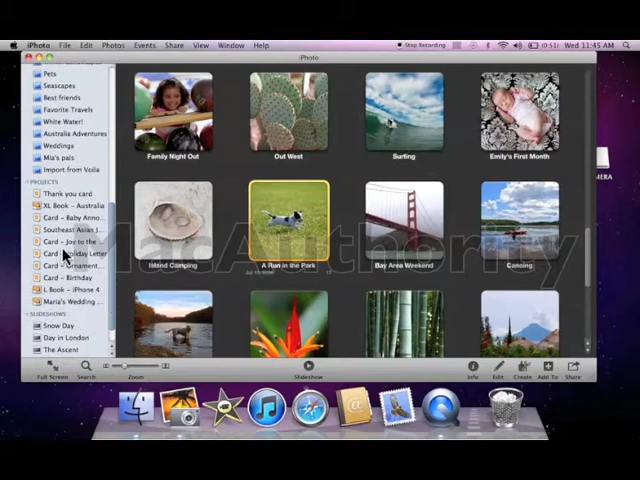 iPhoto File Edit Photos Events Share View Window Help Stop Recording (0:51) Wed 11:45 AM
iPhoto
Pets
Seascapes
Best friends
Favorite Travels
White Water!
Australia Adventures
Weddings
Mia's pals
Import from Voila
PROJECTS
Thank you card
XL Book – Australia
Card – Baby Anno...
Southeast Asian J...
Card – Joy to the ...
Card – Holiday Letter
Card – Ornament...
Card – Birthday
L Book – iPhone 4
Maria's Wedding ...
SLIDESHOWS
Snow Day
Day in London
The Ascent
Family Night Out Out West Surfing Emily's First Month
Island Camping A Run in the Park Bay Area Weekend Canoing
MacAuthority
Full Screen Search Zoom Slideshow Info Edit Create Add To Share